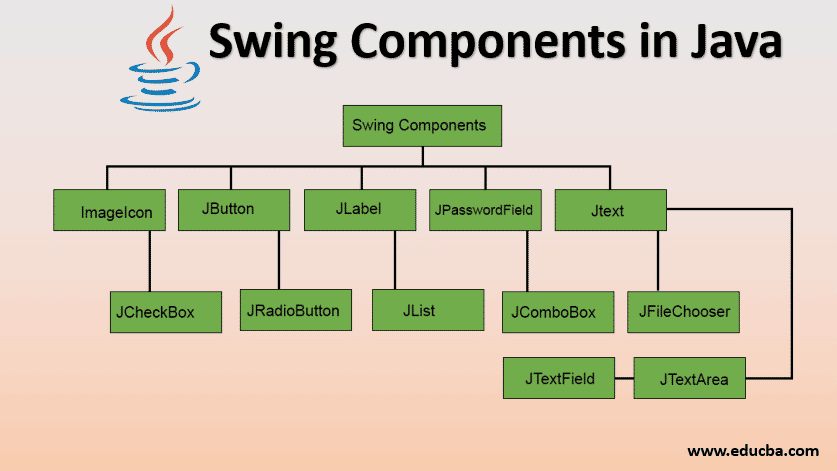 Swing Components in Java
Swing Components
ImageIcon
JButton
JLabel
JPasswordField
Jtext
JCheckBox
JRadioButton
JList
JComboBox
JFileChooser
JTextField
JTextArea
www.educba.com